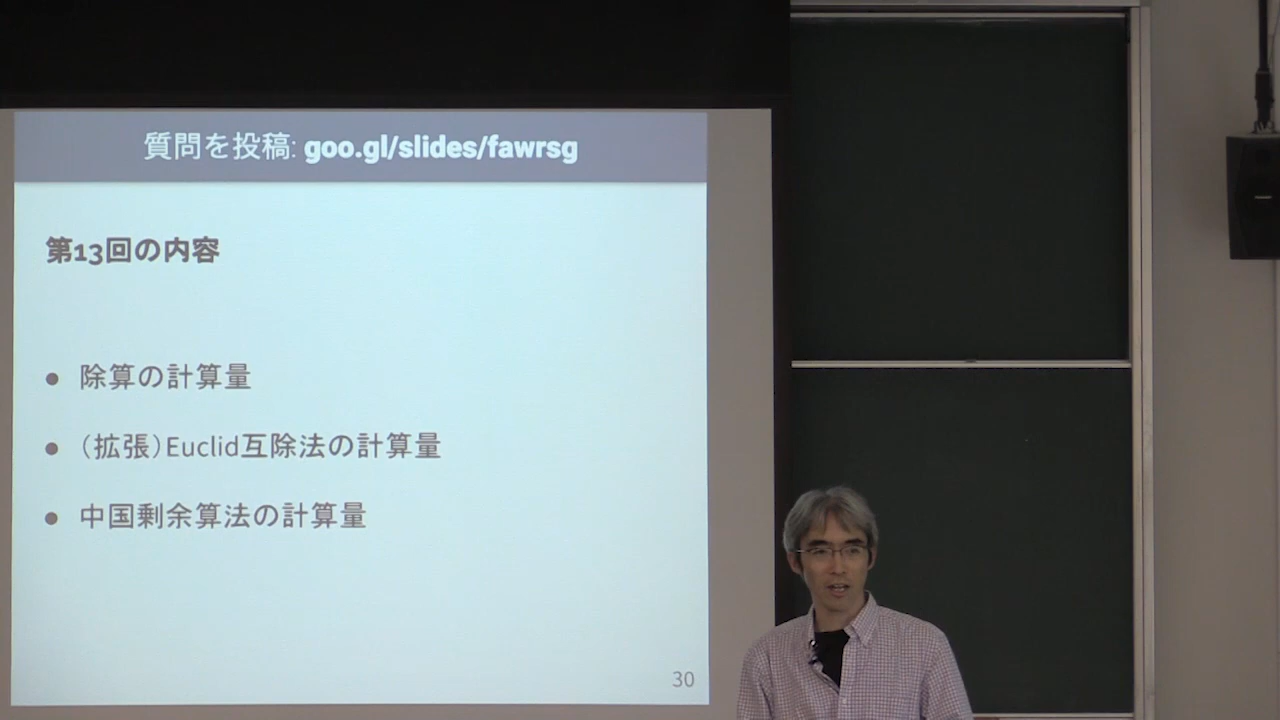 質問を投稿: goo.gl/slides/fawrsg
第13回の内容
● 除算の計算量
● （拡張）Euclid互除法の計算量
● 中国剰余算法の計算量
30